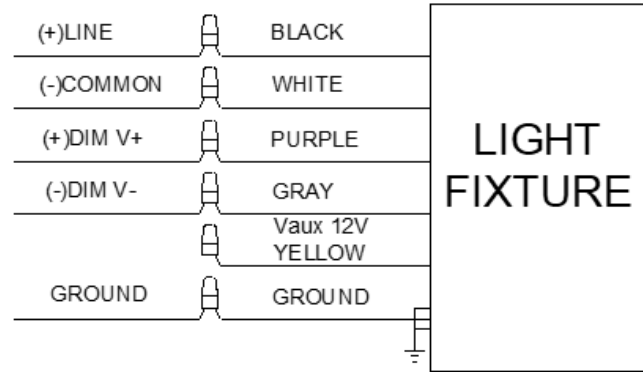 (+)LINE BLACK
(-)COMMON WHITE
(+)DIM V+ PURPLE
(-)DIM V- GRAY
Vaux 12V
YELLOW
GROUND GROUND
LIGHT
FIXTURE